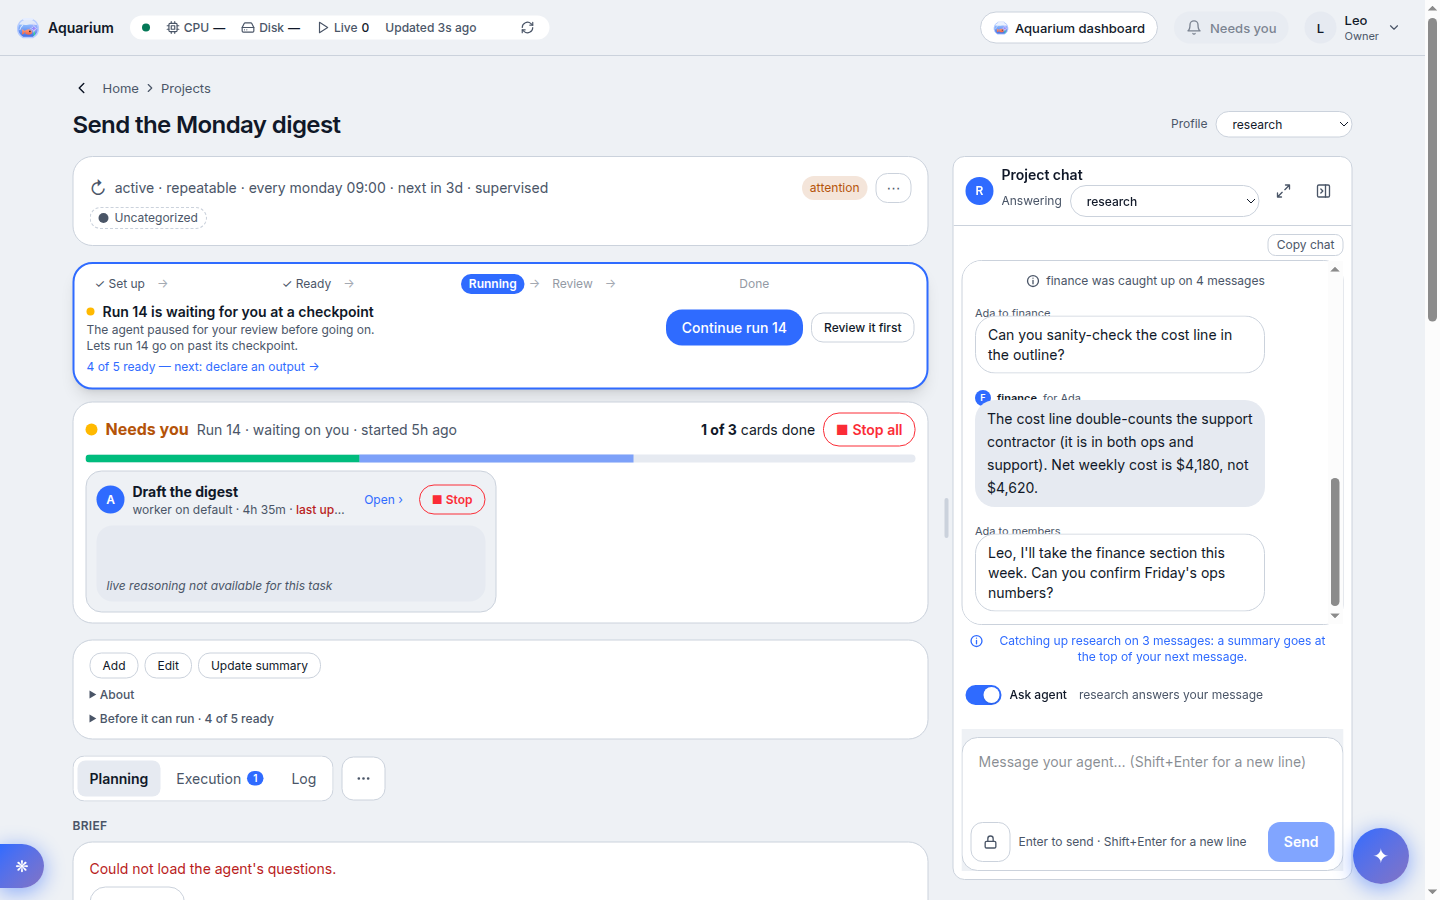 Aquarium
CPU — Disk — Live 0 Updated 3s ago
Aquarium dashboard
Needs you
L
Leo
Owner
Home > Projects
Send the Monday digest
Profile research
active · repeatable · every monday 09:00 · next in 3d · supervised
attention
···
Uncategorized
✓ Set up → ✓ Ready → Running → Review → Done
Run 14 is waiting for you at a checkpoint
The agent paused for your review before going on.
Lets run 14 go on past its checkpoint.
4 of 5 ready — next: declare an output →
Continue run 14
Review it first
Needs you Run 14 · waiting on you · started 5h ago
1 of 3 cards done
Stop all
A
Draft the digest
worker on default · 4h 35m · last up...
Open ›
Stop
live reasoning not available for this task
Add Edit Update summary
About
Before it can run · 4 of 5 ready
Planning Execution 1 Log
···
BRIEF
Could not load the agent's questions.
R
Project chat
Answering research
Copy chat
finance was caught up on 4 messages
Ada to finance
Can you sanity-check the cost line in
the outline?
F finance for Ada
The cost line double-counts the support
contractor (it is in both ops and
support). Net weekly cost is $4,180, not
$4,620.
Ada to members
Leo, I'll take the finance section this
week. Can you confirm Friday's ops
numbers?
Catching up research on 3 messages: a summary goes at
the top of your next message.
Ask agent research answers your message
Message your agent... (Shift+Enter for a new line)
Enter to send · Shift+Enter for a new line
Send